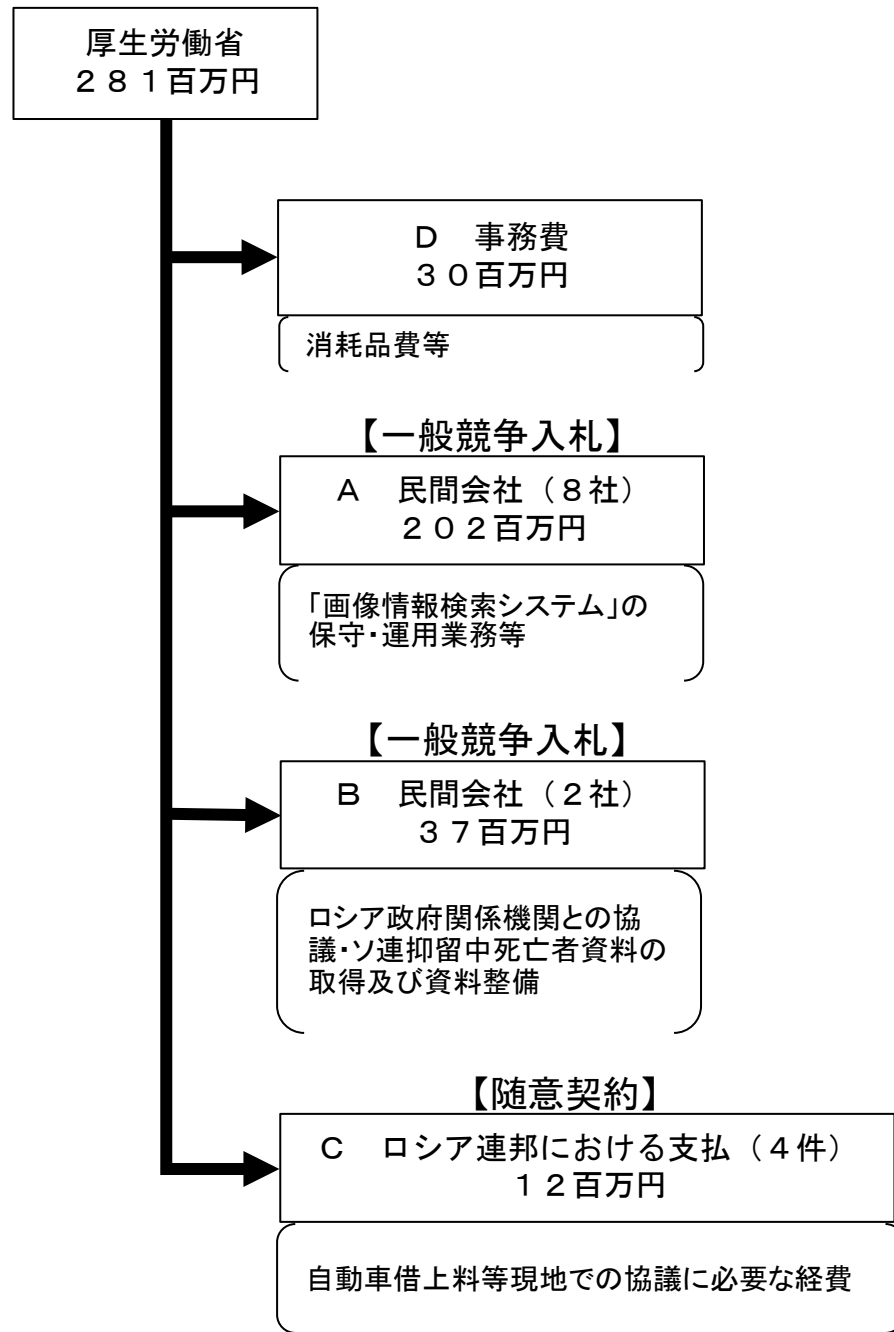 厚生労働省
２８１百万円
D　事務費
３０百万円
消耗品費等
【一般競争入札】
A　民間会社（８社）
２０２百万円
「画像情報検索システム」の
保守・運用業務等
【一般競争入札】
B　民間会社（２社）
３７百万円
ロシア政府関係機関との協
議・ソ連抑留中死亡者資料の
取得及び資料整備
【随意契約】
C　ロシア連邦における支払（４件）
１２百万円
自動車借上料等現地での協議に必要な経費